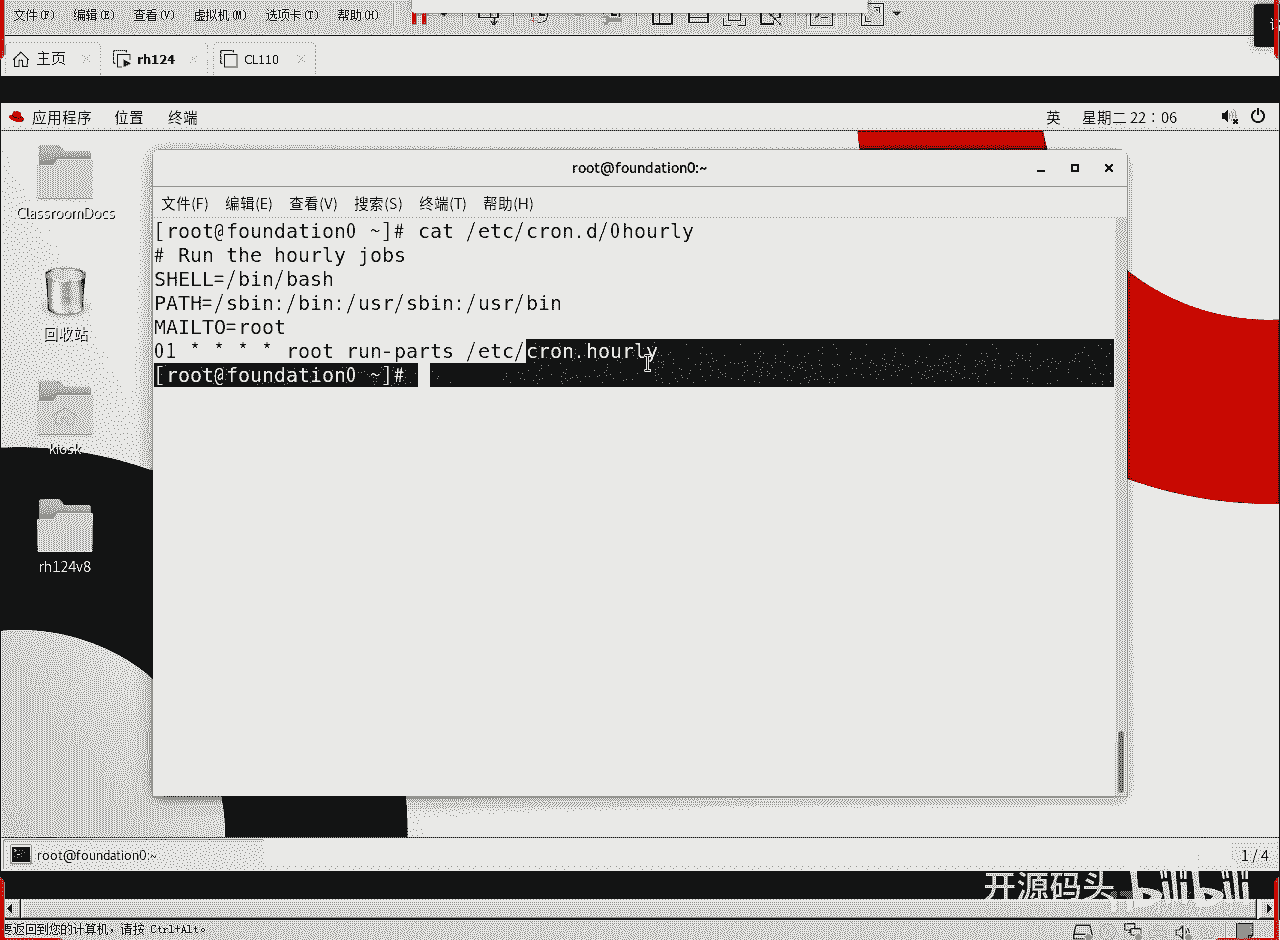 文件(F) 编辑(E) 查看(V) 虚拟机(M) 选项卡(T) 帮助(H)
主页 rh124 CL110
应用程序 位置 终端 英 星期二 22：06
ClassroomDocs
回收站
kiosk
rh124v8
root@foundation0:~
文件(F) 编辑(E) 查看(V) 搜索(S) 终端(T) 帮助(H)
[root@foundation0 ~]# cat /etc/cron.d/0hourly
# Run the hourly jobs
SHELL=/bin/bash
PATH=/sbin:/bin:/usr/sbin:/usr/bin
MAILTO=root
01 * * * * root run-parts /etc/cron.hourly
[root@foundation0 ~]#
root@foundation0:~ 1 / 4
开源码头 bilibili
要返回到您的计算机，请按 Ctrl+Alt。